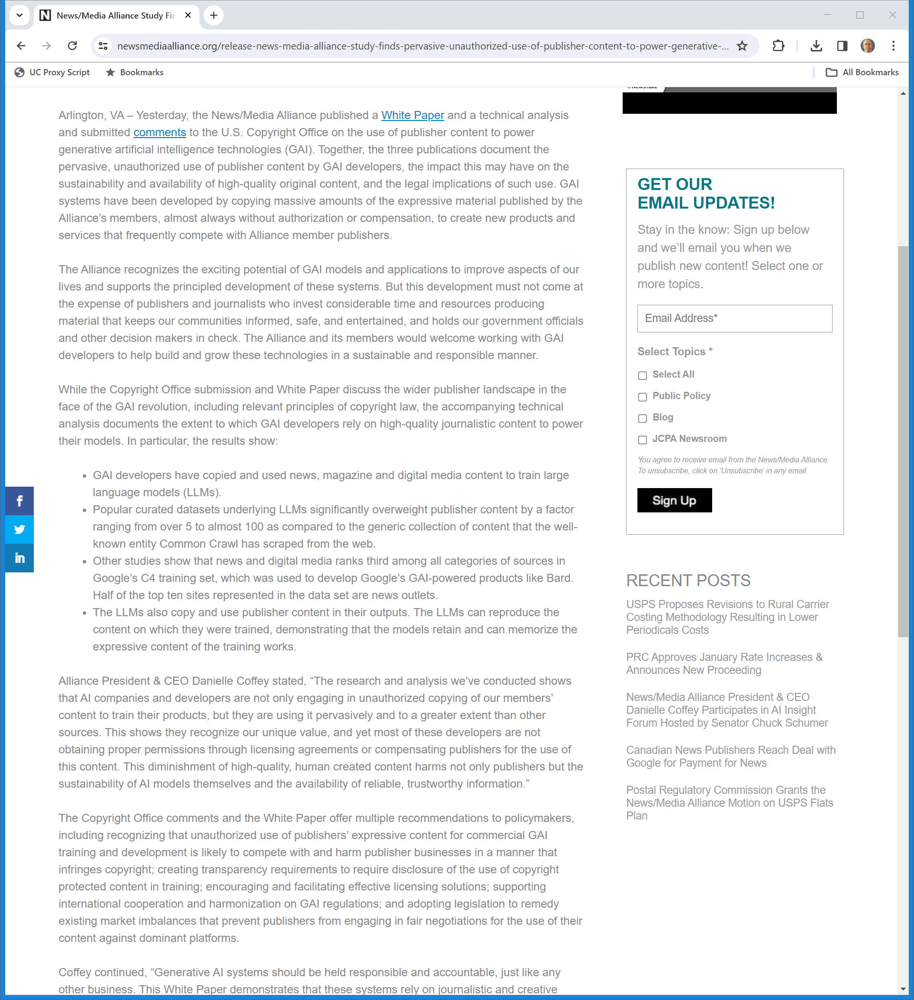 News/Media Alliance Study Fin
newsmediaalliance.org/release-news-media-alliance-study-finds-pervasive-unauthorized-use-of-publisher-content-to-power-generative-...
UC Proxy Script
Bookmarks
All Bookmarks
Arlington, VA – Yesterday, the News/Media Alliance published a White Paper and a technical analysis
and submitted comments to the U.S. Copyright Office on the use of publisher content to power
generative artificial intelligence technologies (GAI). Together, the three publications document the
pervasive, unauthorized use of publisher content by GAI developers, the impact this may have on the
sustainability and availability of high-quality original content, and the legal implications of such use. GAI
systems have been developed by copying massive amounts of the expressive material published by the
Alliance’s members, almost always without authorization or compensation, to create new products and
services that frequently compete with Alliance member publishers.
The Alliance recognizes the exciting potential of GAI models and applications to improve aspects of our
lives and supports the principled development of these systems. But this development must not come at
the expense of publishers and journalists who invest considerable time and resources producing
material that keeps our communities informed, safe, and entertained, and holds our government officials
and other decision makers in check. The Alliance and its members would welcome working with GAI
developers to help build and grow these technologies in a sustainable and responsible manner.
While the Copyright Office submission and White Paper discuss the wider publisher landscape in the
face of the GAI revolution, including relevant principles of copyright law, the accompanying technical
analysis documents the extent to which GAI developers rely on high-quality journalistic content to power
their models. In particular, the results show:
• GAI developers have copied and used news, magazine and digital media content to train large
language models (LLMs).
• Popular curated datasets underlying LLMs significantly overweight publisher content by a factor
ranging from over 5 to almost 100 as compared to the generic collection of content that the well-
known entity Common Crawl has scraped from the web.
• Other studies show that news and digital media ranks third among all categories of sources in
Google’s C4 training set, which was used to develop Google’s GAI-powered products like Bard.
Half of the top ten sites represented in the data set are news outlets.
• The LLMs also copy and use publisher content in their outputs. The LLMs can reproduce the
content on which they were trained, demonstrating that the models retain and can memorize the
expressive content of the training works.
Alliance President & CEO Danielle Coffey stated, “The research and analysis we’ve conducted shows
that AI companies and developers are not only engaging in unauthorized copying of our members’
content to train their products, but they are using it pervasively and to a greater extent than other
sources. This shows they recognize our unique value, and yet most of these developers are not
obtaining proper permissions through licensing agreements or compensating publishers for the use of
this content. This diminishment of high-quality, human created content harms not only publishers but the
sustainability of AI models themselves and the availability of reliable, trustworthy information.”
The Copyright Office comments and the White Paper offer multiple recommendations to policymakers,
including recognizing that unauthorized use of publishers’ expressive content for commercial GAI
training and development is likely to compete with and harm publisher businesses in a manner that
infringes copyright; creating transparency requirements to require disclosure of the use of copyright
protected content in training; encouraging and facilitating effective licensing solutions; supporting
international cooperation and harmonization on GAI regulations; and adopting legislation to remedy
existing market imbalances that prevent publishers from engaging in fair negotiations for the use of their
content against dominant platforms.
Coffey continued, “Generative AI systems should be held responsible and accountable, just like any
other business. This White Paper demonstrates that these systems rely on journalistic and creative
GET OUR
EMAIL UPDATES!
Stay in the know: Sign up below
and we’ll email you when we
publish new content! Select one or
more topics.
Email Address*
Select Topics *
Select All
Public Policy
Blog
JCPA Newsroom
You agree to receive email from the News/Media Alliance.
To unsubscribe, click on ‘Unsubscribe’ in any email.
Sign Up
RECENT POSTS
USPS Proposes Revisions to Rural Carrier
Costing Methodology Resulting in Lower
Periodicals Costs
PRC Approves January Rate Increases &
Announces New Proceeding
News/Media Alliance President & CEO
Danielle Coffey Participates in AI Insight
Forum Hosted by Senator Chuck Schumer
Canadian News Publishers Reach Deal with
Google for Payment for News
Postal Regulatory Commission Grants the
News/Media Alliance Motion on USPS Flats
Plan